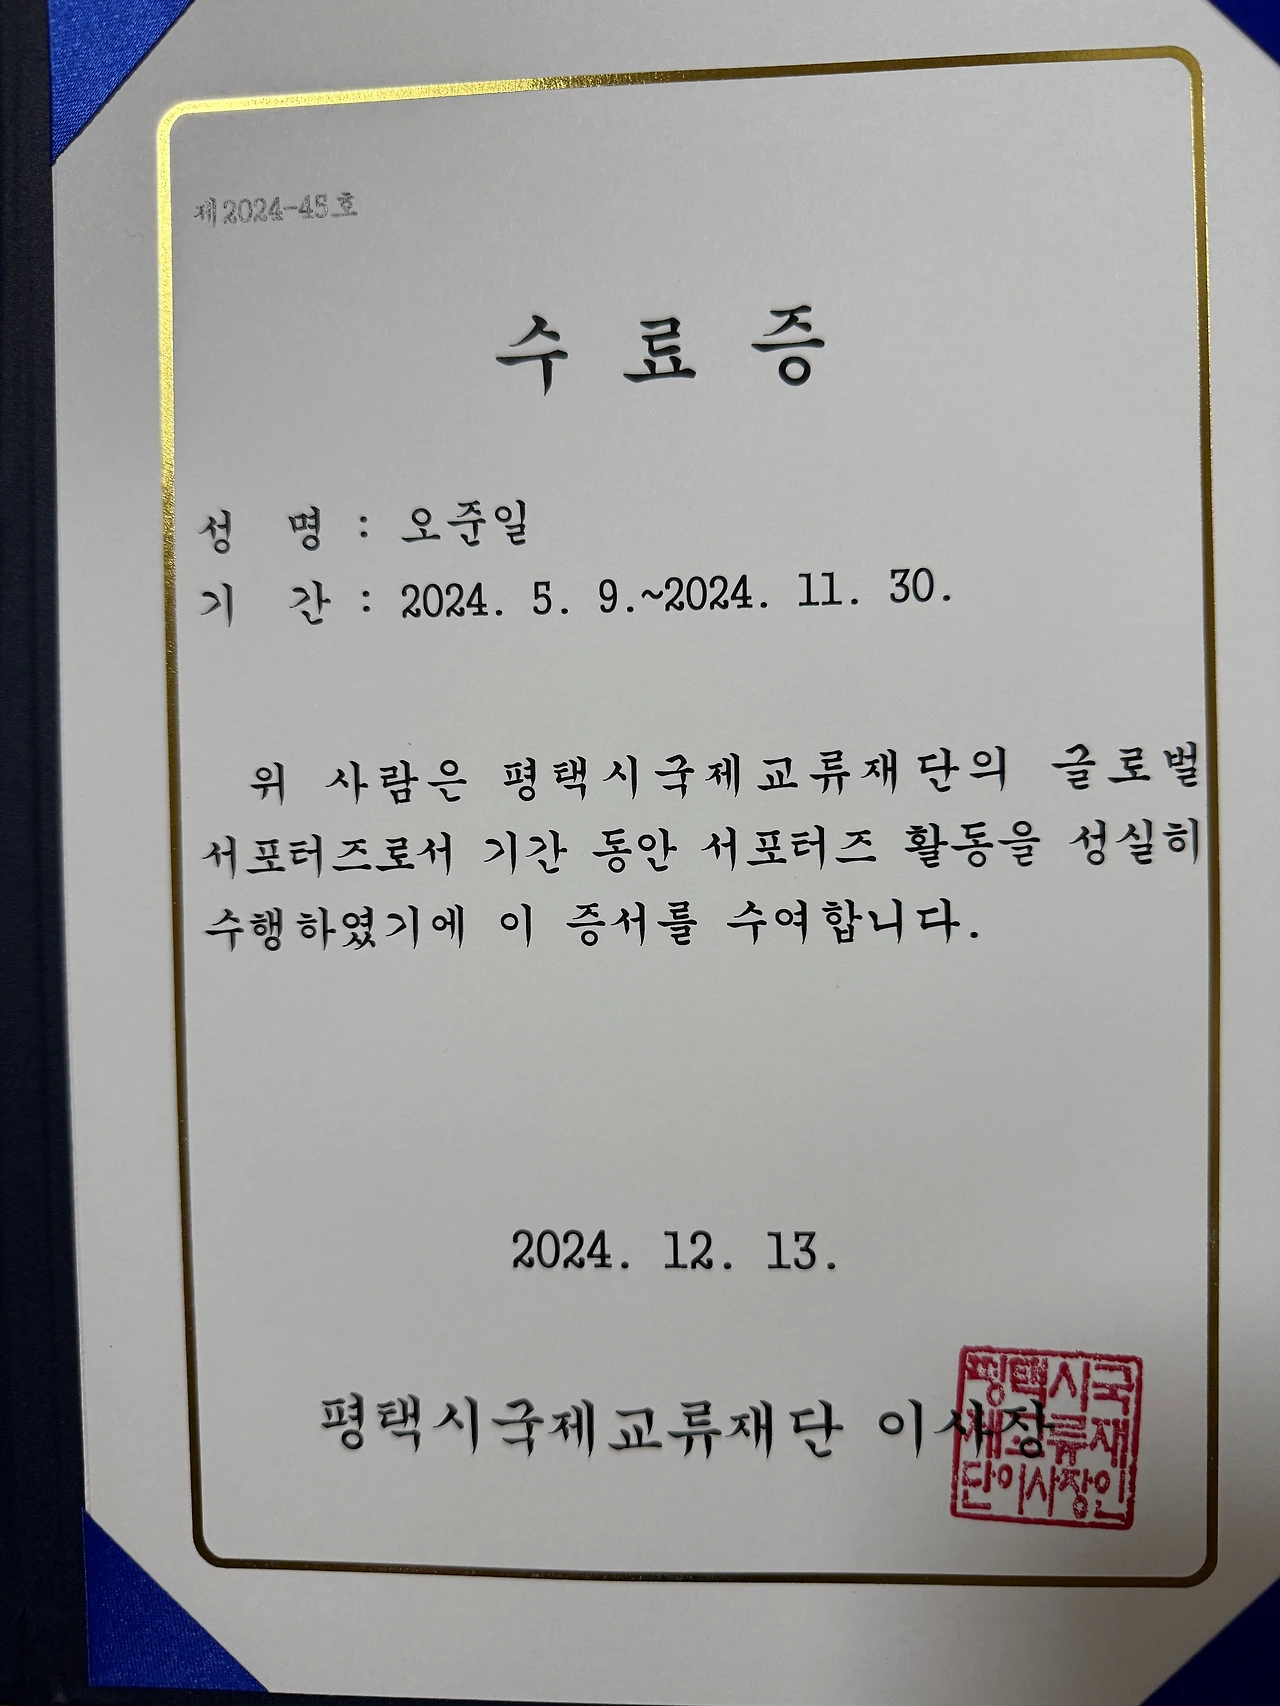 제2024-45호
수 료 증
성 명 : 오준일
기 간 : 2024. 5. 9.~2024. 11. 30.
위 사람은 평택시국제교류재단의 글로벌
서포터즈로서 기간 동안 서포터즈 활동을 성실히
수행하였기에 이 증서를 수여합니다.
2024. 12. 13.
평택시국제교류재단 이사장
평택시국
제교류재
단이사장인